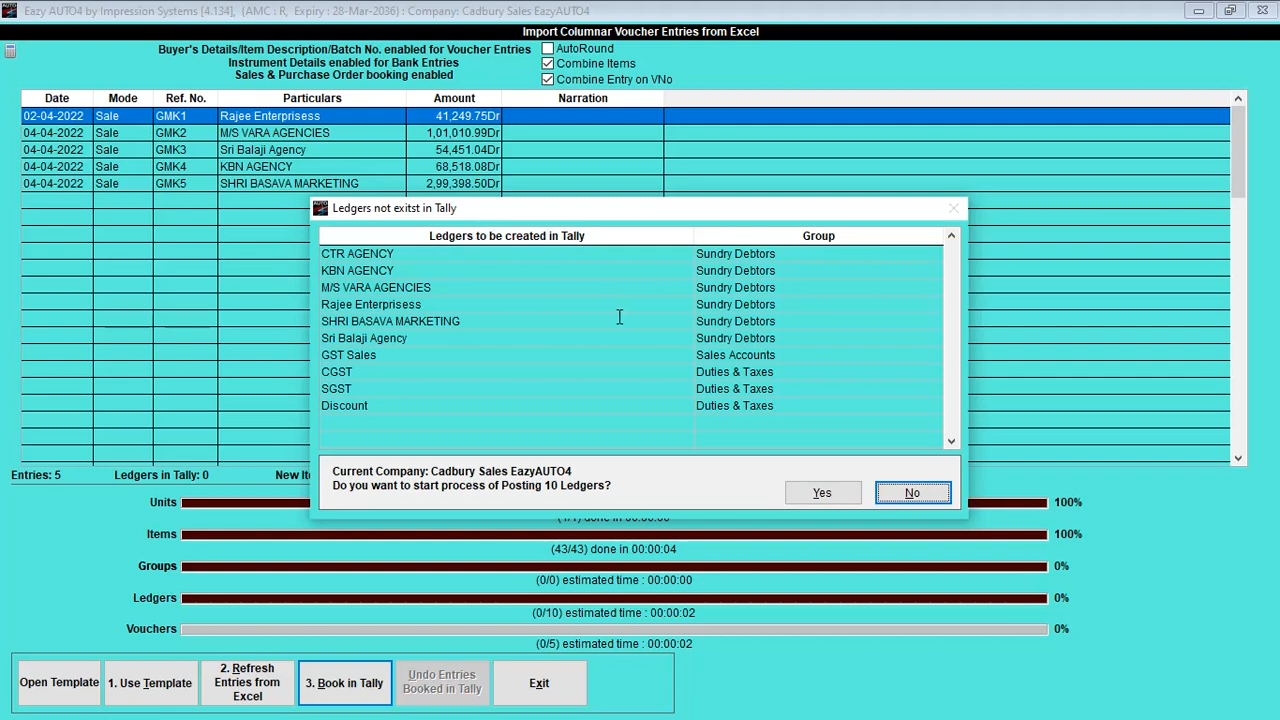 Eazy AUTO4 by Impression Systems [4.134], (AMC : R, Expiry : 28-Mar-2036) : Company: Cadbury Sales EazyAUTO4
Import Columnar Voucher Entries from Excel
Buyer's Details/Item Description/Batch No. enabled for Voucher Entries
Instrument Details enabled for Bank Entries
Sales & Purchase Order booking enabled
AutoRound
Combine Items
Combine Entry on VNo
Date Mode Ref. No. Particulars Amount Narration
02-04-2022 Sale GMK1 Rajee Enterprisess 41,249.75Dr
04-04-2022 Sale GMK2 M/S VARA AGENCIES 1,01,010.99Dr
04-04-2022 Sale GMK3 Sri Balaji Agency 54,451.04Dr
04-04-2022 Sale GMK4 KBN AGENCY 68,518.08Dr
04-04-2022 Sale GMK5 SHRI BASAVA MARKETING 2,99,398.50Dr
Ledgers not exitst in Tally
Ledgers to be created in Tally Group
CTR AGENCY Sundry Debtors
KBN AGENCY Sundry Debtors
M/S VARA AGENCIES Sundry Debtors
Rajee Enterprisess Sundry Debtors
SHRI BASAVA MARKETING Sundry Debtors
Sri Balaji Agency Sundry Debtors
GST Sales Sales Accounts
CGST Duties & Taxes
SGST Duties & Taxes
Discount Duties & Taxes
Current Company: Cadbury Sales EazyAUTO4
Do you want to start process of Posting 10 Ledgers?
Yes No
Entries: 5 Ledgers in Tally: 0
Units 100%
(1/1) done in 00:00:00
Items 100%
(43/43) done in 00:00:04
Groups 0%
(0/0) estimated time : 00:00:00
Ledgers 0%
(0/10) estimated time : 00:00:02
Vouchers 0%
(0/5) estimated time : 00:00:02
Open Template
1. Use Template
2. Refresh
Entries from
Excel
3. Book in Tally
Undo Entries
Booked in Tally
Exit